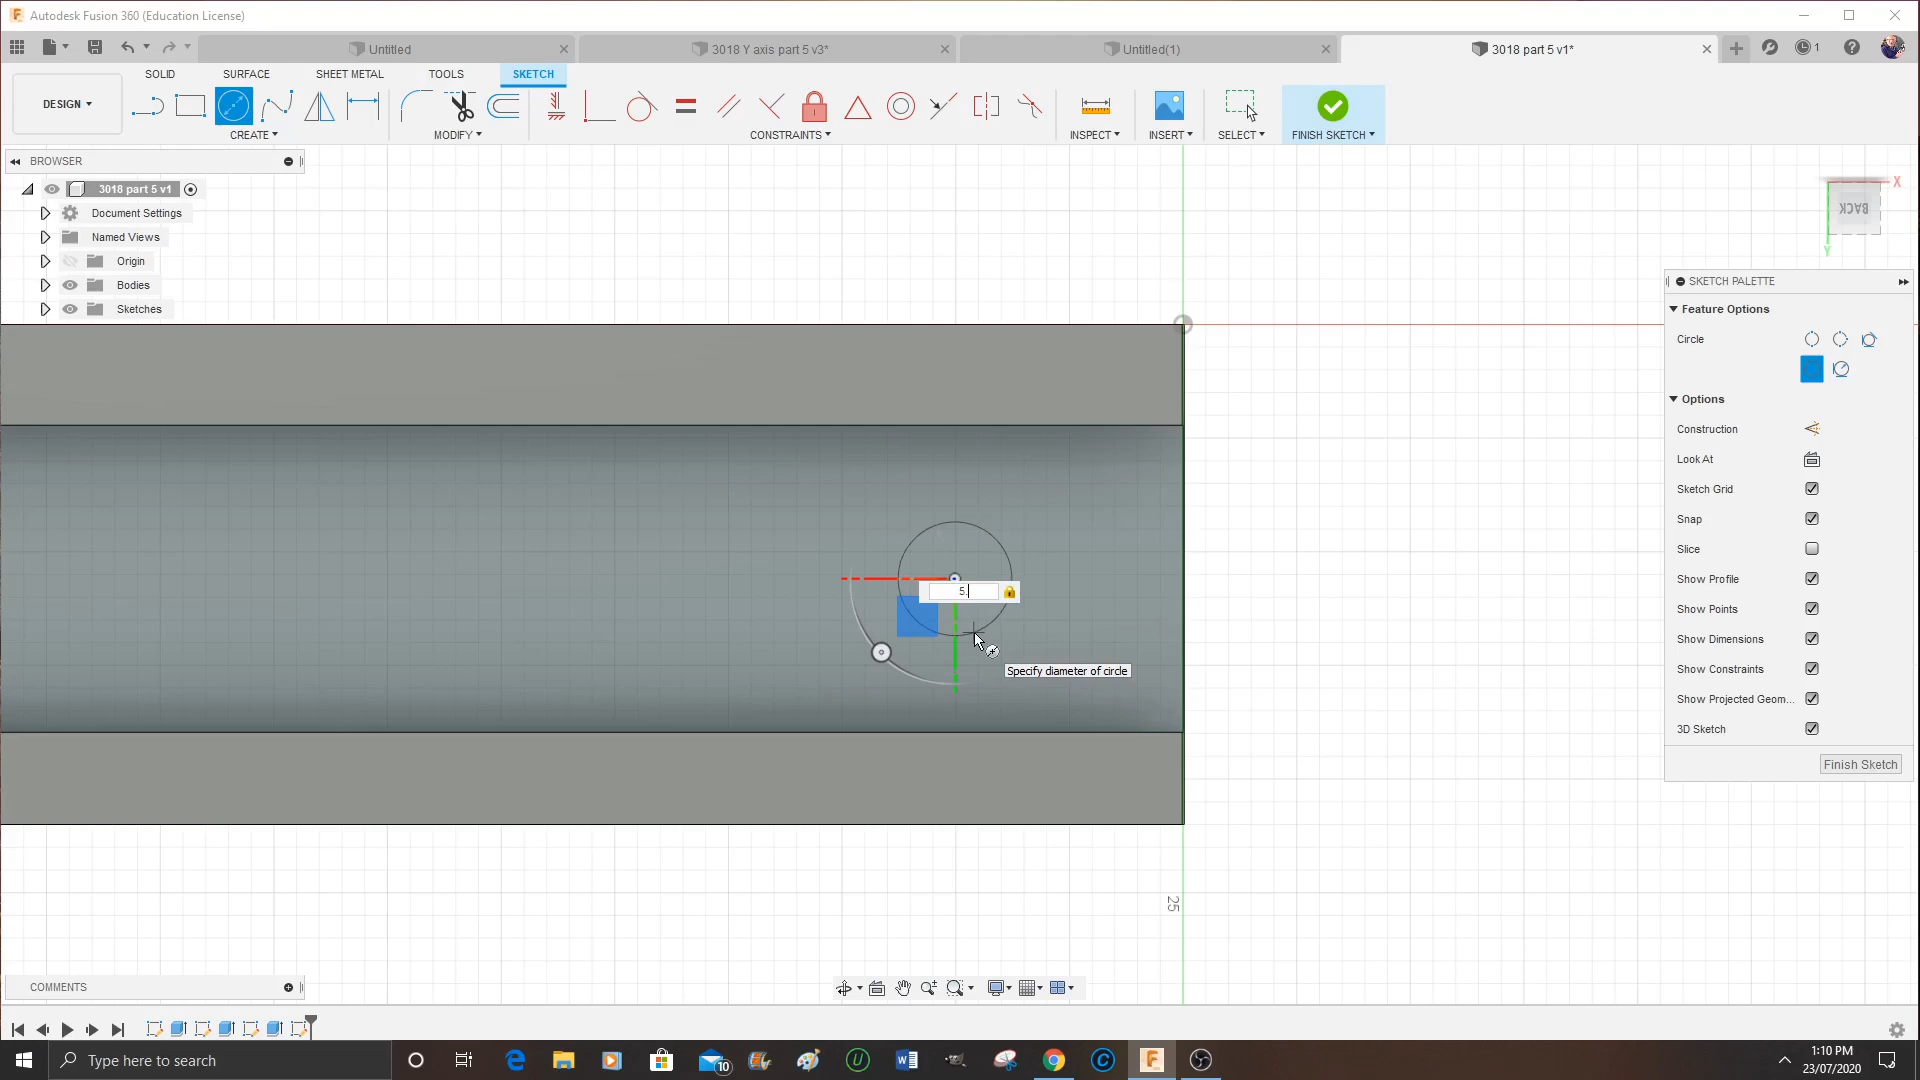 Autodesk Fusion 360 (Education License)
Untitled
3018 Y axis part 5 v3*
Untitled(1)
3018 part 5 v1*
1
SOLID
SURFACE
SHEET METAL
TOOLS
SKETCH
DESIGN
CREATE
MODIFY
CONSTRAINTS
INSPECT
INSERT
SELECT
FINISH SKETCH
BROWSER
3018 part 5 v1
Document Settings
Named Views
Origin
Bodies
Sketches
X
BACK
Y
SKETCH PALETTE
Feature Options
Circle
Options
Construction
Look At
Sketch Grid
Snap
Slice
Show Profile
Show Points
Show Dimensions
Show Constraints
Show Projected Geom...
3D Sketch
Finish Sketch
5.
Specify diameter of circle
25
COMMENTS
Type here to search
10
1:10 PM
23/07/2020